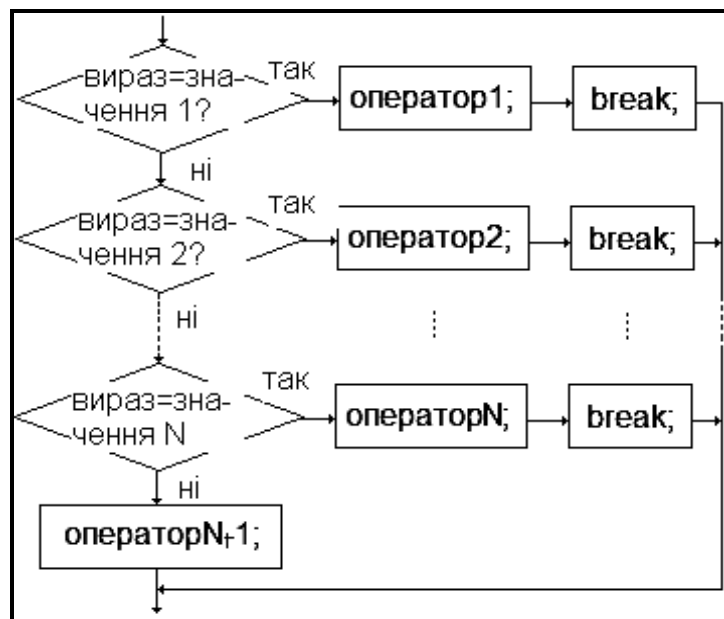 вираз=зна-
чення 1?
так
оператор1;
break;
ні
вираз=зна-
чення 2?
так
оператор2;
break;
ні
вираз=зна-
чення N
так
операторN;
break;
ні
операторN+1;